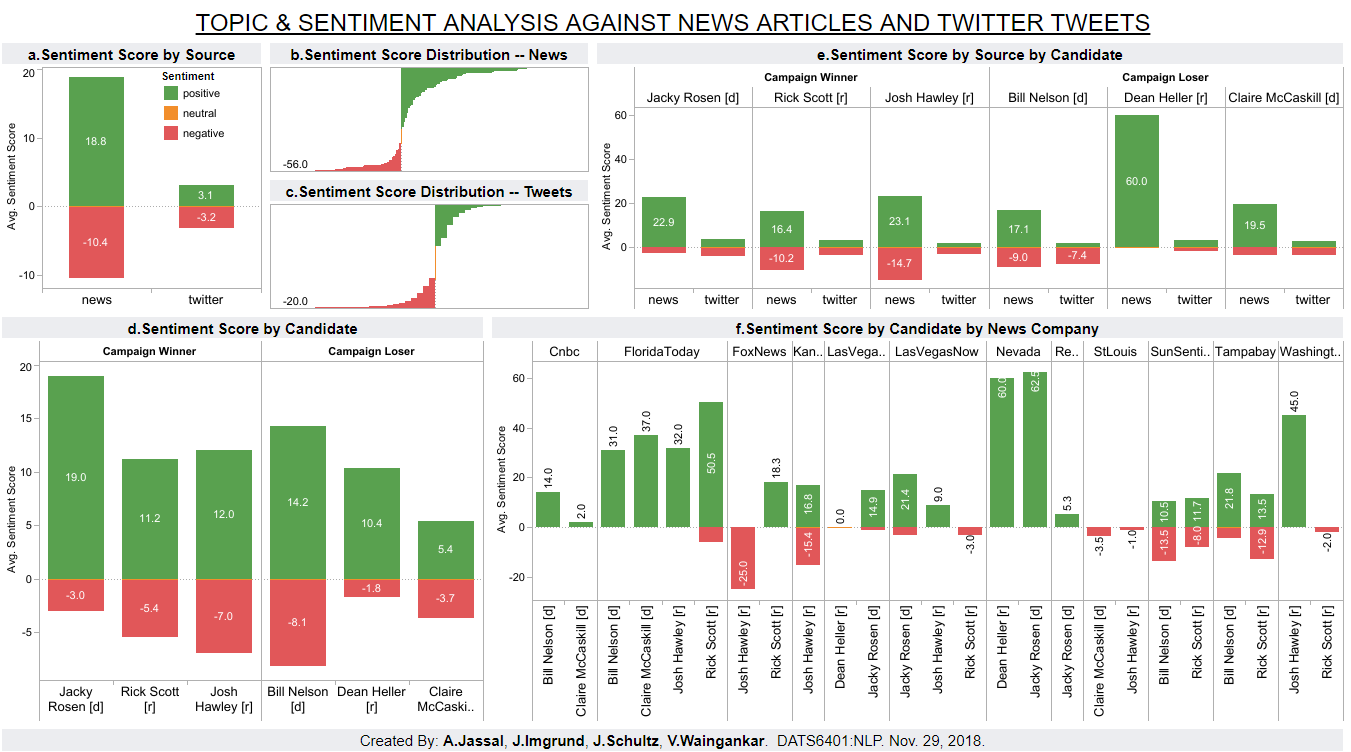 TOPIC & SENTIMENT ANALYSIS AGAINST NEWS ARTICLES AND TWITTER TWEETS
a.Sentiment Score by Source
Sentiment
positive
neutral
negative
Avg. Sentiment Score
20
10
0
-10
18.8
-10.4
3.1
-3.2
news
twitter
b.Sentiment Score Distribution -- News
-56.0
c.Sentiment Score Distribution -- Tweets
-20.0
e.Sentiment Score by Source by Candidate
Campaign Winner
Campaign Loser
Jacky Rosen [d]
Rick Scott [r]
Josh Hawley [r]
Bill Nelson [d]
Dean Heller [r]
Claire McCaskill [d]
Avg. Sentiment Score
60
40
20
0
22.9
16.4
-10.2
23.1
-14.7
17.1
-9.0
-7.4
60.0
19.5
news
twitter
news
twitter
news
twitter
news
twitter
news
twitter
news
twitter
d.Sentiment Score by Candidate
Campaign Winner
Campaign Loser
Avg. Sentiment Score
20
15
10
5
0
-5
19.0
-3.0
11.2
-5.4
12.0
-7.0
14.2
-8.1
10.4
-1.8
5.4
-3.7
Jacky
Rosen [d]
Rick Scott
[r]
Josh
Hawley [r]
Bill Nelson
[d]
Dean Heller
[r]
Claire
McCaski..
f.Sentiment Score by Candidate by News Company
Cnbc
FloridaToday
FoxNews
Kan..
LasVega..
LasVegasNow
Nevada
Re..
StLouis
SunSenti..
Tampabay
Washingt..
Avg. Sentiment Score
60
40
20
0
-20
14.0
2.0
31.0
37.0
32.0
50.5
-25.0
18.3
16.8
-15.4
0.0
14.9
21.4
9.0
-3.0
60.0
62.5
5.3
-3.5
-1.0
10.5
-13.5
11.7
-8.0
21.8
13.5
-12.9
45.0
-2.0
Bill Nelson [d]
Claire McCaskill [d]
Bill Nelson [d]
Claire McCaskill [d]
Josh Hawley [r]
Rick Scott [r]
Josh Hawley [r]
Rick Scott [r]
Josh Hawley [r]
Dean Heller [r]
Jacky Rosen [d]
Jacky Rosen [d]
Josh Hawley [r]
Rick Scott [r]
Dean Heller [r]
Jacky Rosen [d]
Jacky Rosen [d]
Claire McCaskill [d]
Josh Hawley [r]
Bill Nelson [d]
Rick Scott [r]
Bill Nelson [d]
Rick Scott [r]
Josh Hawley [r]
Rick Scott [r]
Created By: A.Jassal, J.Imgrund, J.Schultz, V.Waingankar. DATS6401:NLP. Nov. 29, 2018.